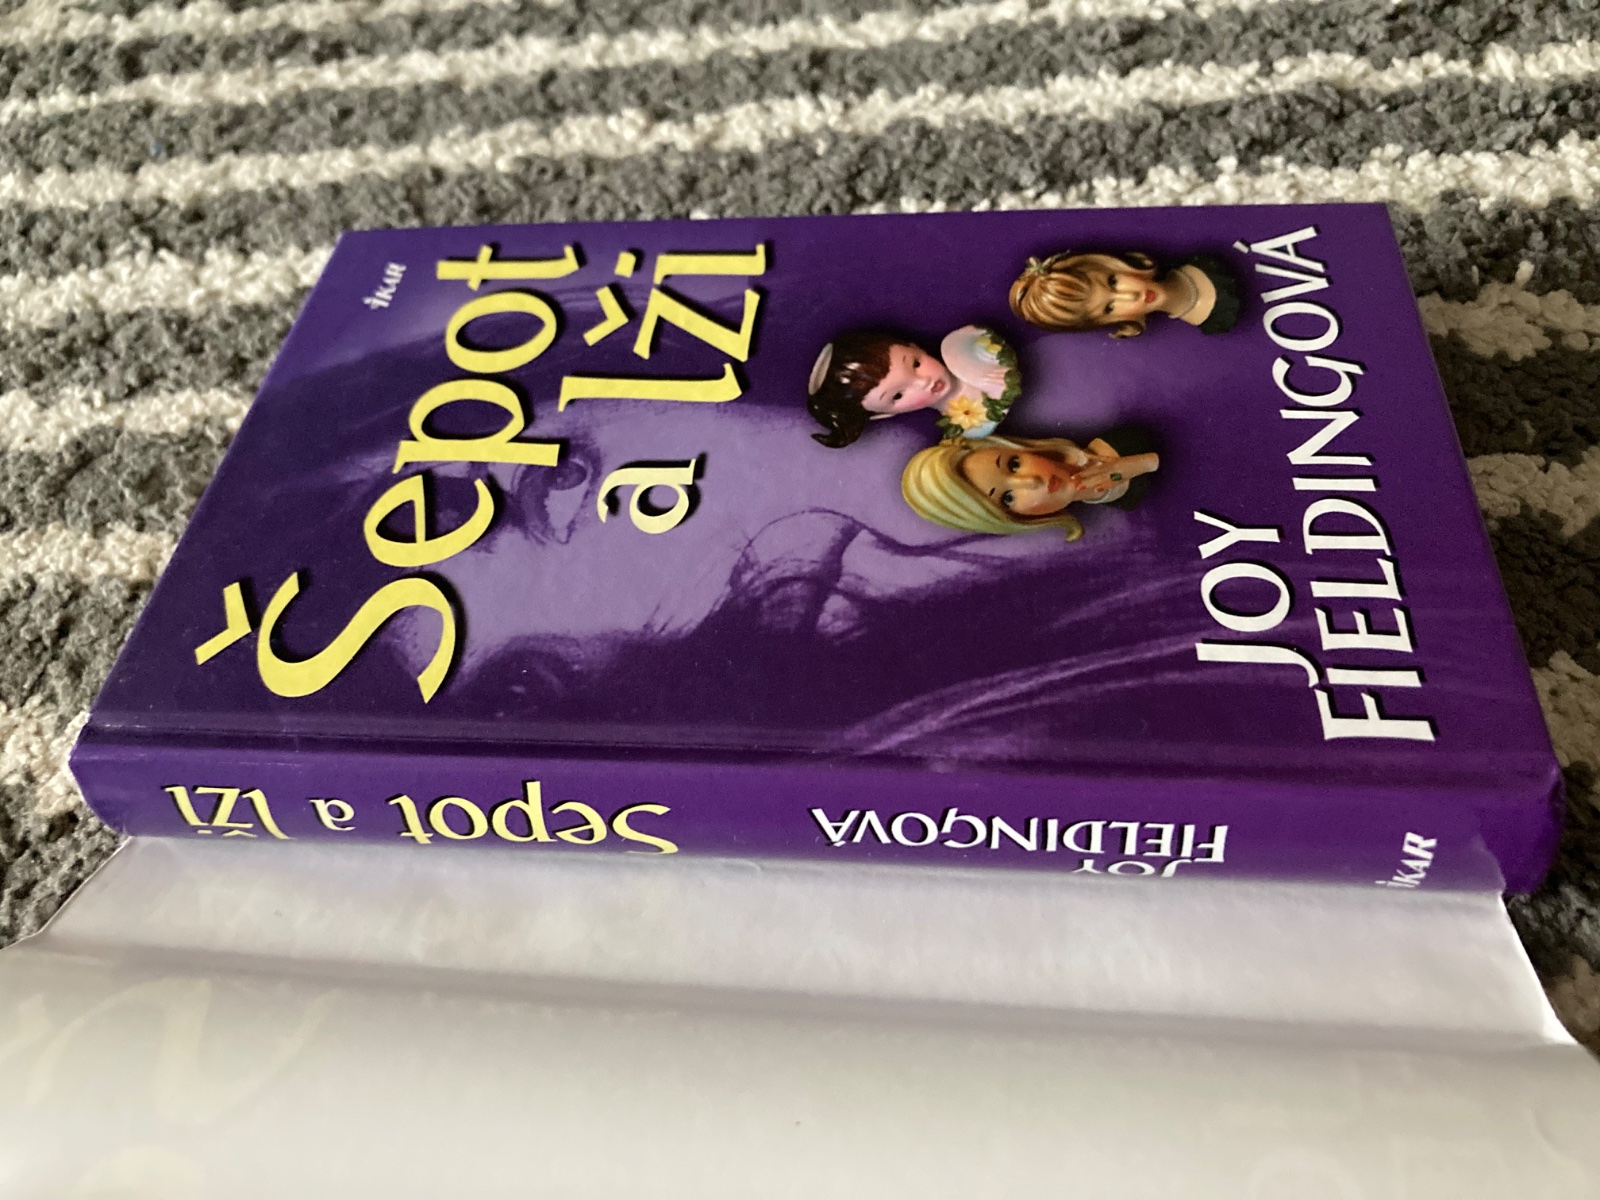 JOY
FIELDINGOVÁ
Šepot
a lži
IKAR
JOY
FIELDINGOVÁ
Šepot a lži
IKAR